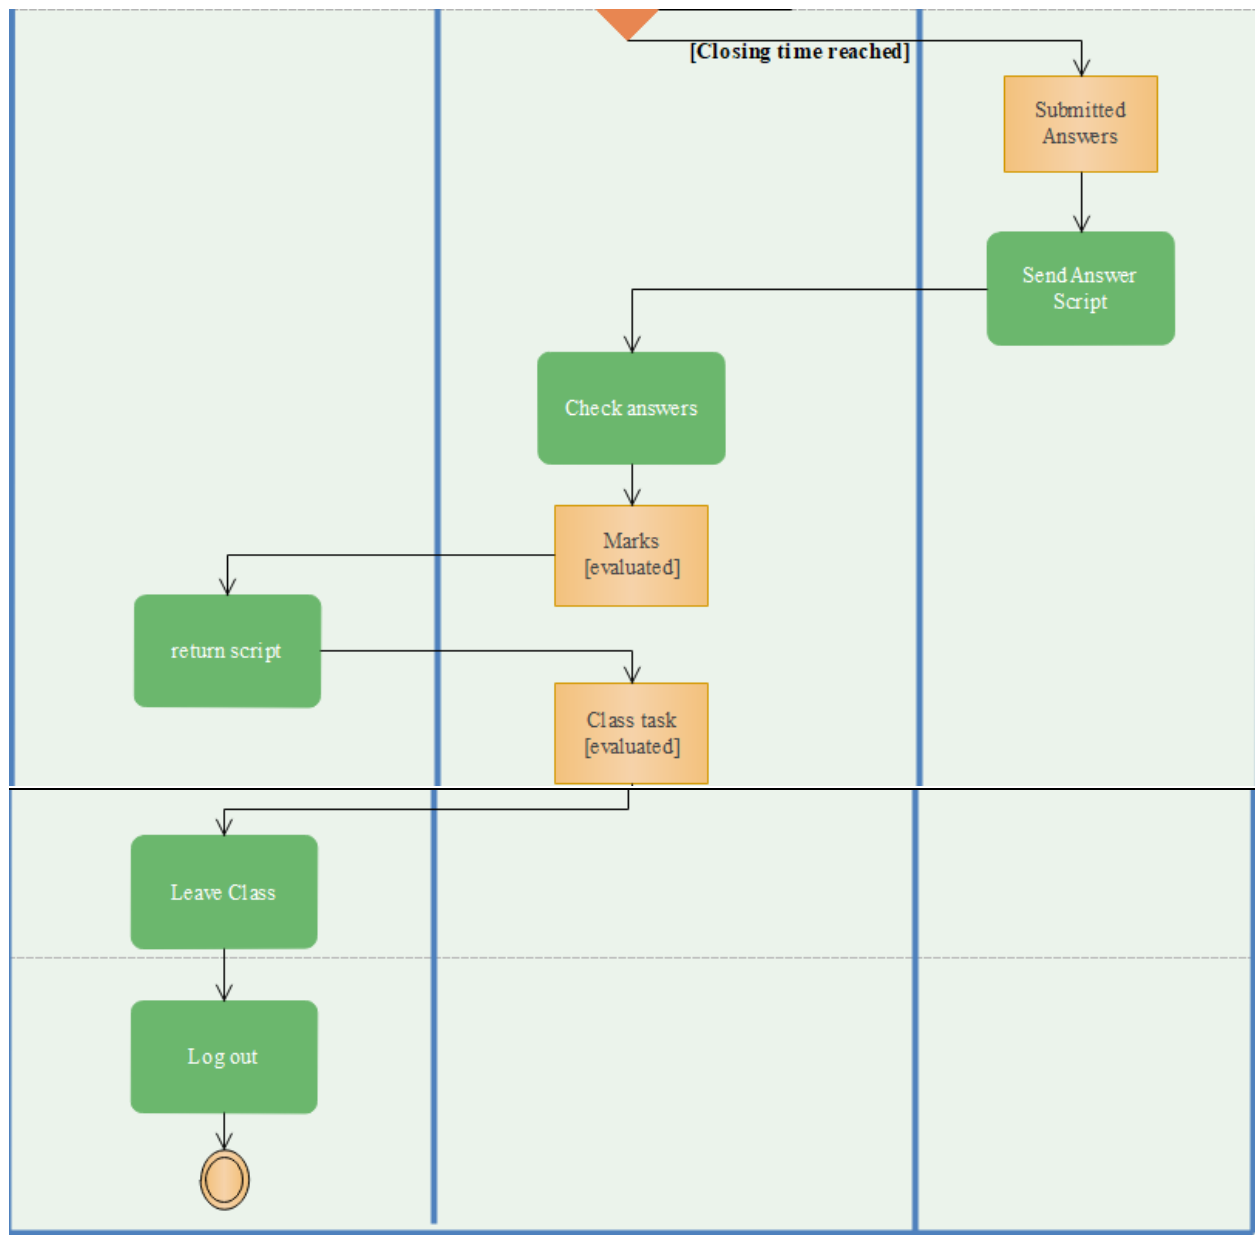 [Closing time reached]
Submitted
Answers
Send Answer
Script
Check answers
Marks
[evaluated]
return script
Class task
[evaluated]
Leave Class
Log out